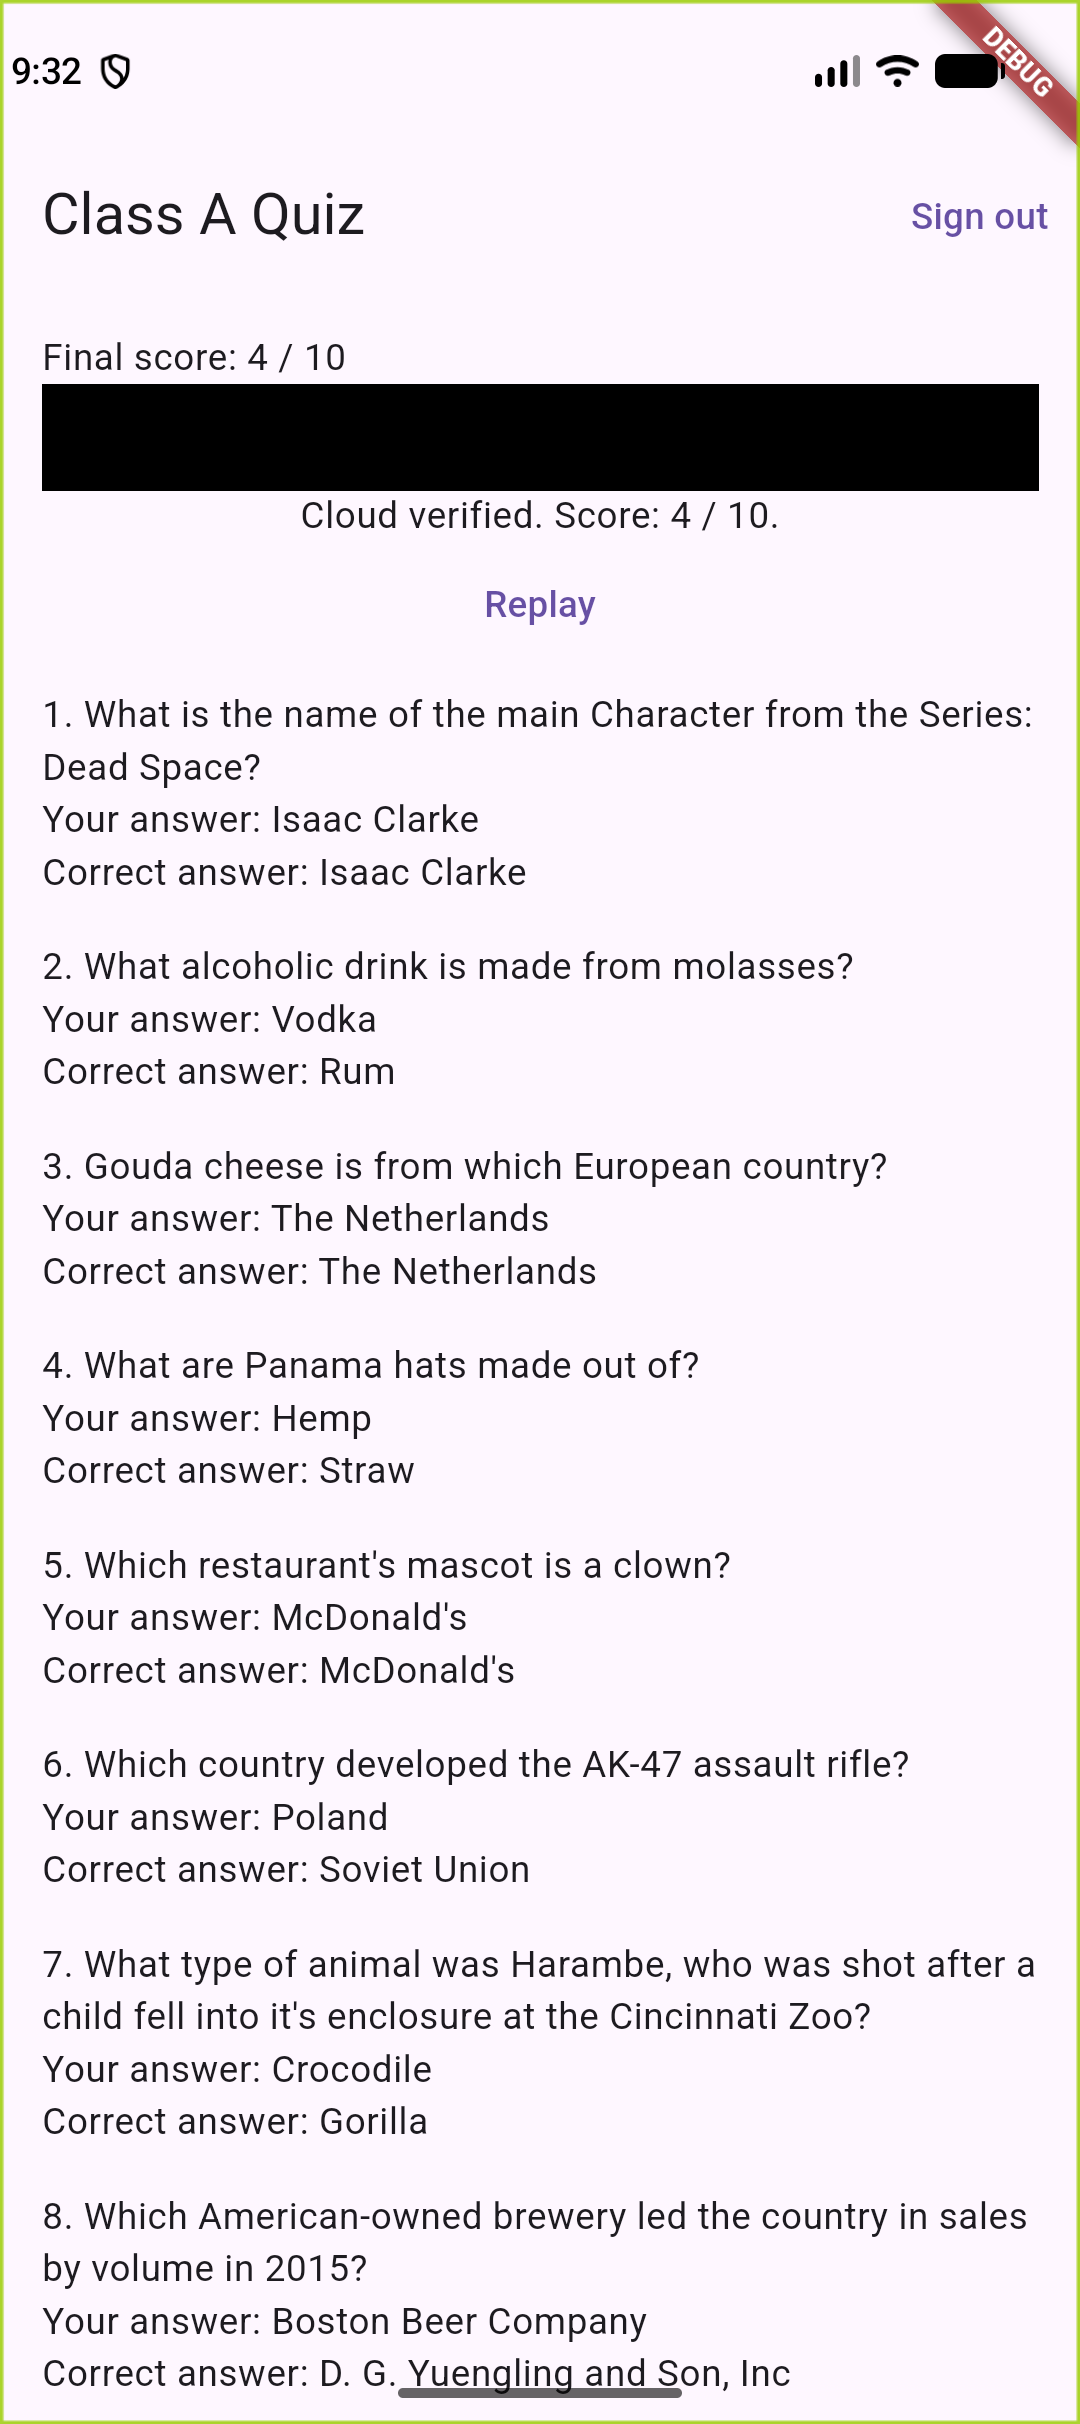 9:32
DEBUG
Class A Quiz
Sign out
Final score: 4 / 10
Cloud verified. Score: 4 / 10.
Replay
1. What is the name of the main Character from the Series:
Dead Space?
Your answer: Isaac Clarke
Correct answer: Isaac Clarke
2. What alcoholic drink is made from molasses?
Your answer: Vodka
Correct answer: Rum
3. Gouda cheese is from which European country?
Your answer: The Netherlands
Correct answer: The Netherlands
4. What are Panama hats made out of?
Your answer: Hemp
Correct answer: Straw
5. Which restaurant's mascot is a clown?
Your answer: McDonald's
Correct answer: McDonald's
6. Which country developed the AK-47 assault rifle?
Your answer: Poland
Correct answer: Soviet Union
7. What type of animal was Harambe, who was shot after a
child fell into it's enclosure at the Cincinnati Zoo?
Your answer: Crocodile
Correct answer: Gorilla
8. Which American-owned brewery led the country in sales
by volume in 2015?
Your answer: Boston Beer Company
Correct answer: D. G. Yuengling and Son, Inc